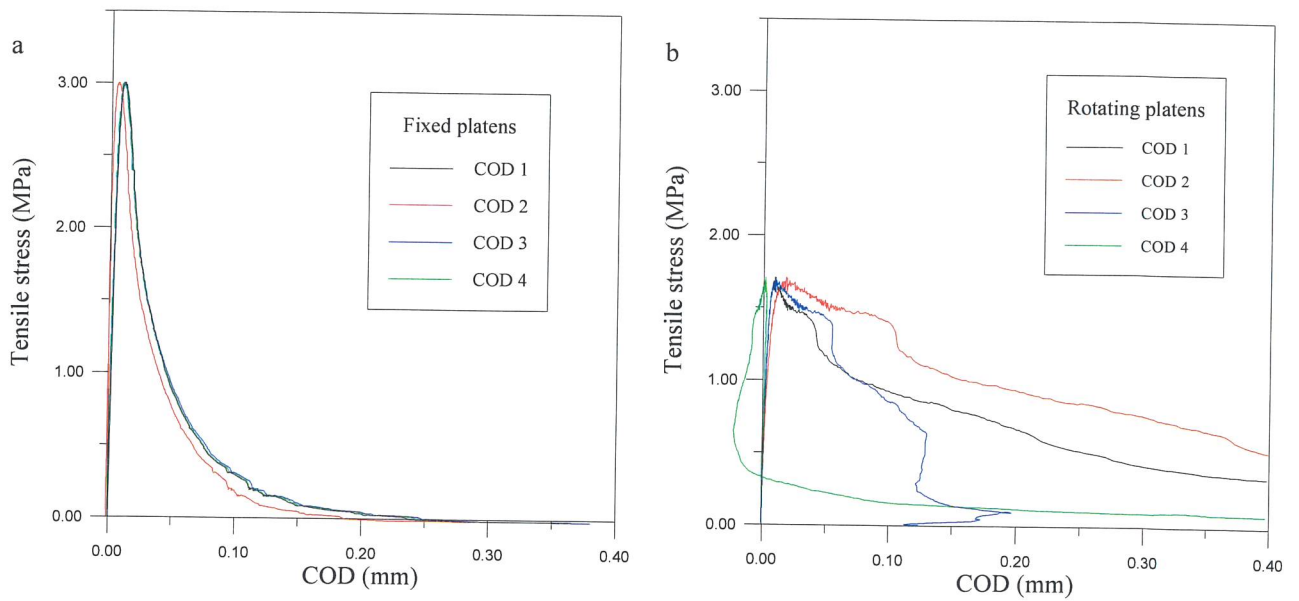 a
Tensile stress (MPa)
3.00
2.00
1.00
0.00
0.00
0.10
0.20
0.30
0.40
COD (mm)
Fixed platens
COD 1
COD 2
COD 3
COD 4
b
Tensile stress (MPa)
3.00
2.00
1.00
0.00
0.00
0.10
0.20
0.30
0.40
COD (mm)
Rotating platens
COD 1
COD 2
COD 3
COD 4